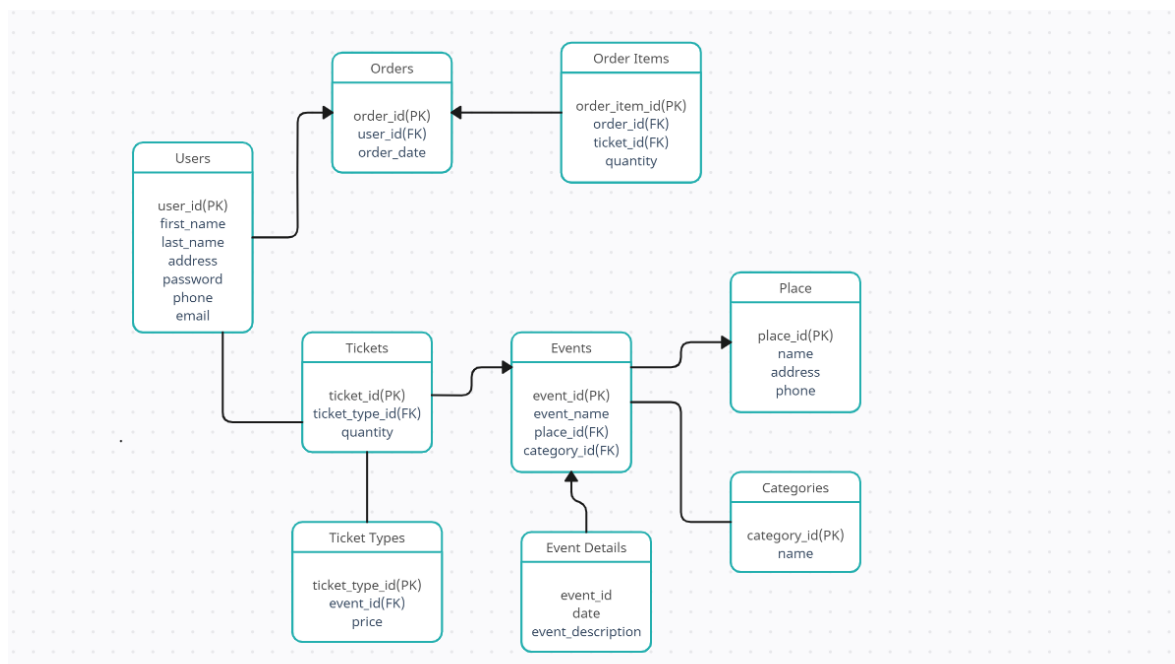 Orders
order_id(PK)
user_id(FK)
order_date
Order Items
order_item_id(PK)
order_id(FK)
ticket_id(FK)
quantity
Users
user_id(PK)
first_name
last_name
address
password
phone
email
Tickets
ticket_id(PK)
ticket_type_id(FK)
quantity
Events
event_id(PK)
event_name
place_id(FK)
category_id(FK)
Place
place_id(PK)
name
address
phone
Categories
category_id(PK)
name
Ticket Types
ticket_type_id(PK)
event_id(FK)
price
Event Details
event_id
date
event_description